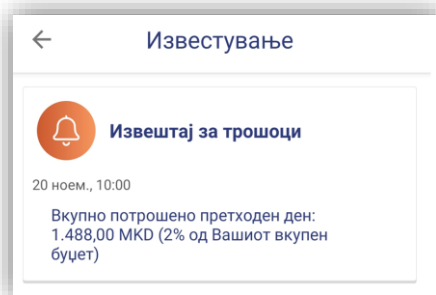 Известување
Извештај за трошоци
20 ноем., 10:00
Вкупно потрошено претходен ден:
1.488,00 MKD (2% од Вашиот вкупен
буџет)